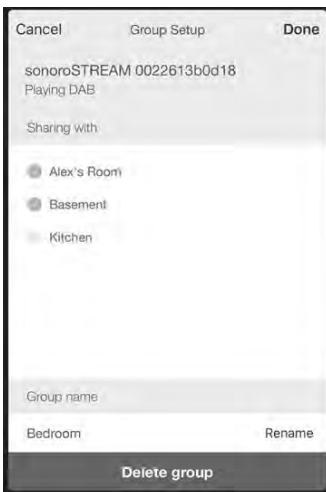 Cancel Group Setup Done
sonoroSTREAM 0022613b0d18
Playing DAB
Sharing with
Alex's Room
Basement
Kitchen
Group name
Bedroom Rename
Delete group